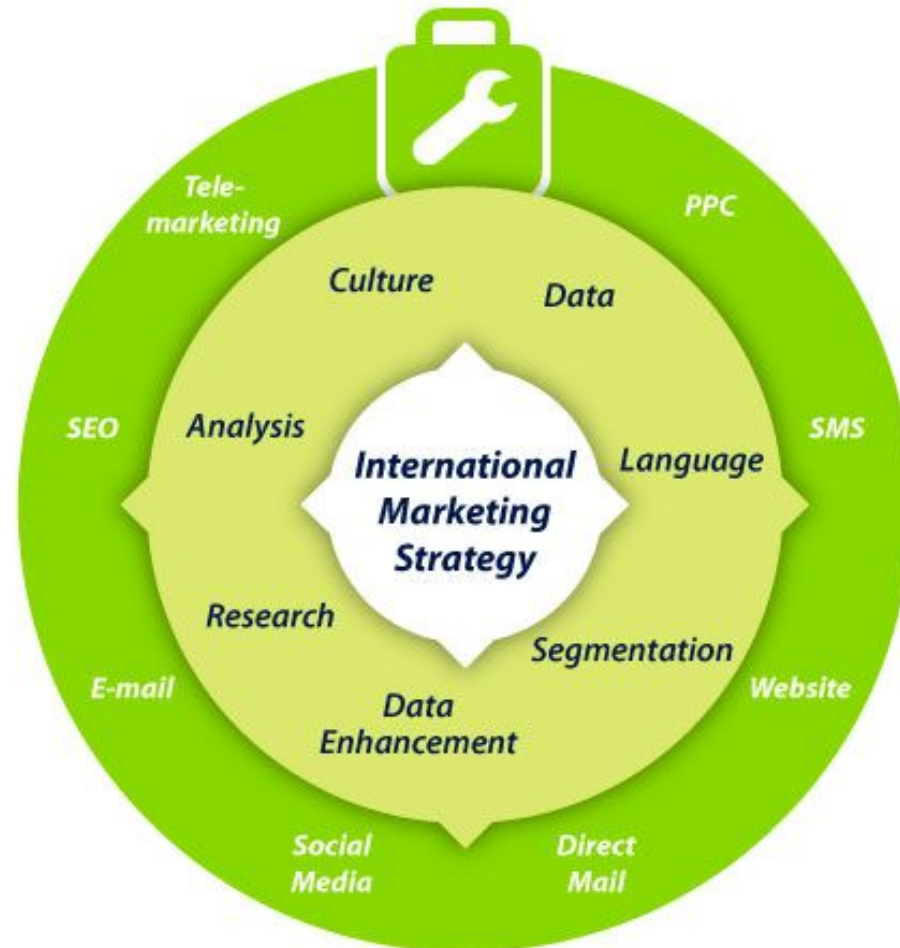 Tele-
marketing
PPC
Culture
Data
SEO
Analysis
International
Marketing
Strategy
Language
SMS
Research
Segmentation
E-mail
Data
Enhancement
Website
Social
Media
Direct
Mail